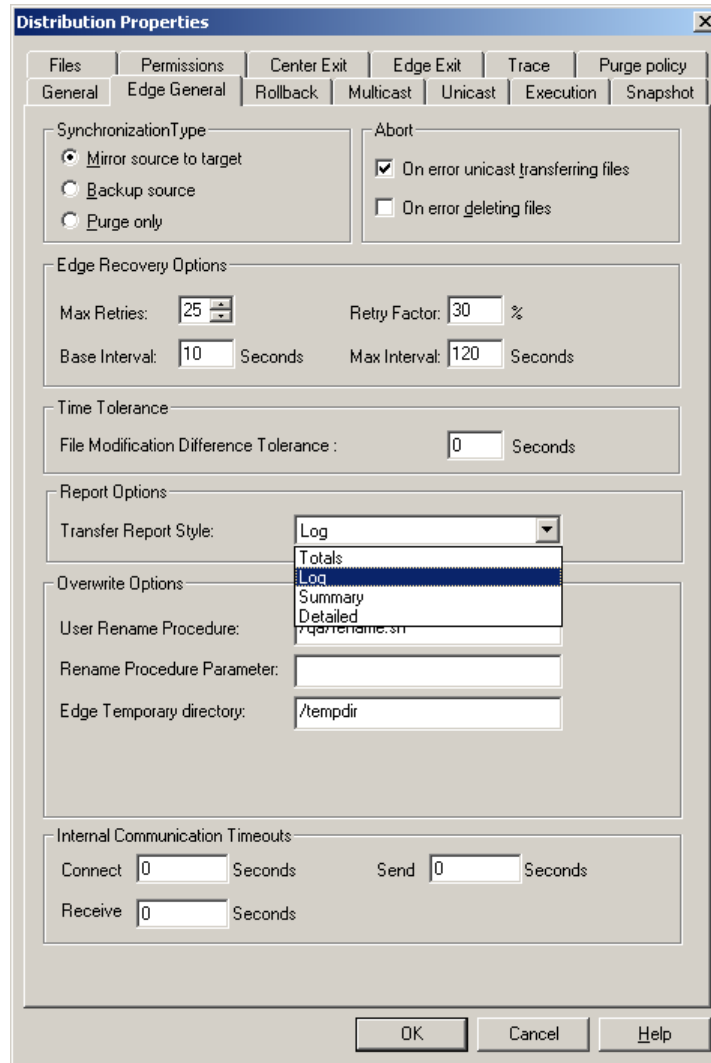 Distribution Properties
Files Permissions Center Exit Edge Exit Trace Purge policy
General Edge General Rollback Multicast Unicast Execution Snapshot
SynchronizationType
Mirror source to target
Backup source
Purge only
Abort
On error unicast transferring files
On error deleting files
Edge Recovery Options
Max Retries: 25 Retry Factor: 30 %
Base Interval: 10 Seconds Max Interval: 120 Seconds
Time Tolerance
File Modification Difference Tolerance : 0 Seconds
Report Options
Transfer Report Style: Log
Totals
Log
Summary
Detailed
Overwrite Options
User Rename Procedure: /qa/rename.sh
Rename Procedure Parameter:
Edge Temporary directory: /tempdir
Internal Communication Timeouts
Connect 0 Seconds Send 0 Seconds
Receive 0 Seconds
OK Cancel Help